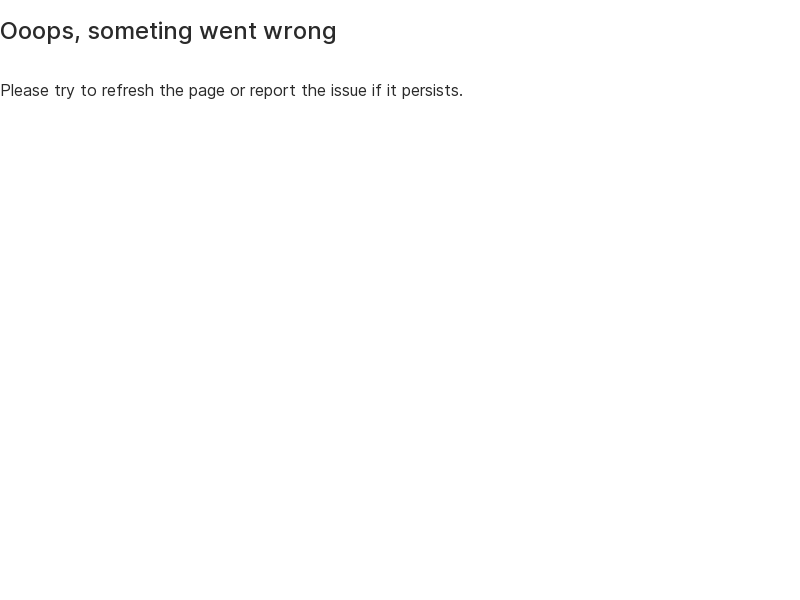 Ooops, someting went wrong
Please try to refresh the page or report the issue if it persists.